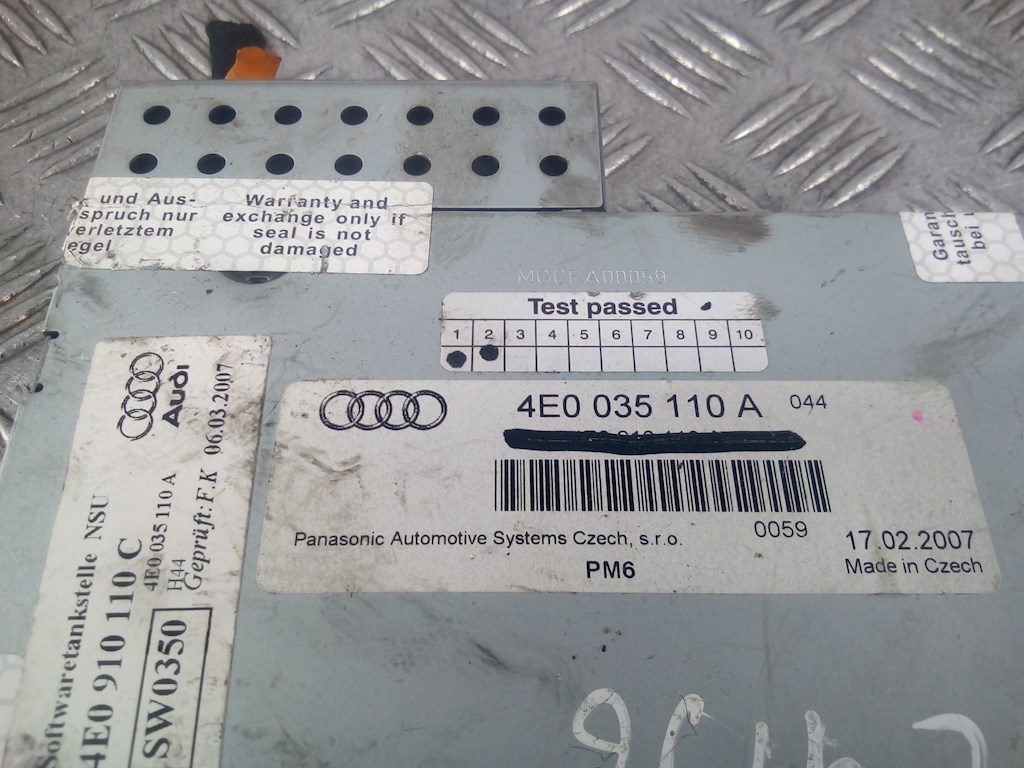 und Aus-
spruch nur
erletztem
egel
Warranty and
exchange only if
seal is not
damaged
Garan
tausch
bei
Test passed
1 2 3 4 5 6 7 8 9 10
4E0 035 110 A 044
0059
Panasonic Automotive Systems Czech, s.r.o.
17.02.2007
PM6
Made in Czech
Audi
Softwaretankstelle NSU
4E0 910 110 C
4E0 035 110 A
H44
Geprüft: F.K 06.03.2007
SW0350